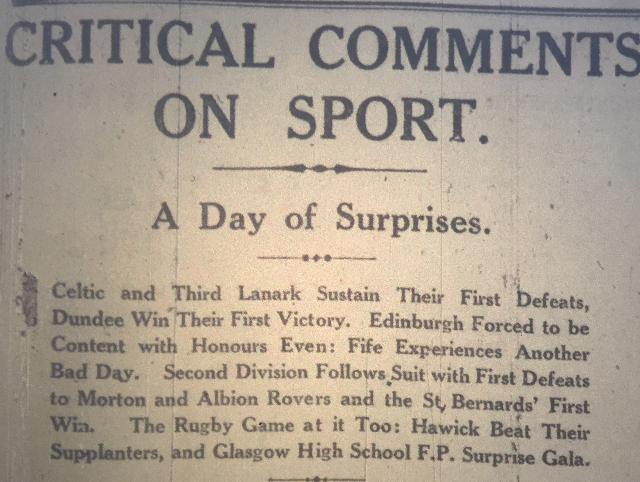 CRITICAL COMMENTS
ON SPORT.
A Day of Surprises.
Celtic and Third Lanark Sustain Their First Defeats,
Dundee Win Their First Victory. Edinburgh Forced to be
Content with Honours Even: Fife Experiences Another
Bad Day. Second Division Follows Suit with First Defeats
to Morton and Albion Rovers and the St. Bernards' First
Win. The Rugby Game at it Too: Hawick Beat Their
Supplanters, and Glasgow High School F.P. Surprise Gala.